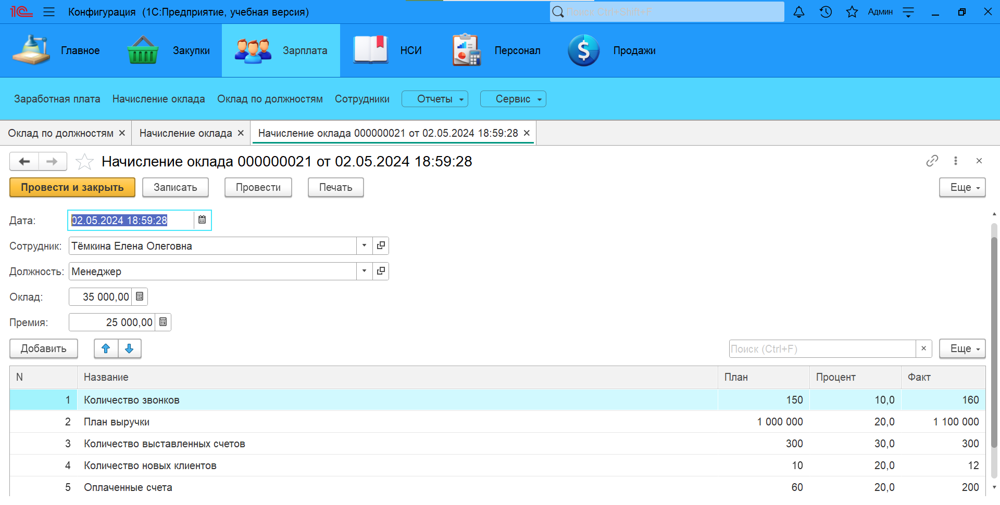 1С Конфигурация (1С:Предприятие, учебная версия) Поиск Ctrl+Shift+F Админ
Главное Закупки Зарплата НСИ Персонал Продажи
Заработная плата Начисление оклада Оклад по должностям Сотрудники Отчеты Сервис
Оклад по должностям Начисление оклада Начисление оклада 000000021 от 02.05.2024 18:59:28
Начисление оклада 000000021 от 02.05.2024 18:59:28
Провести и закрыть Записать Провести Печать Еще
Дата: 02.05.2024 18:59:28
Сотрудник: Тёмкина Елена Олеговна
Должность: Менеджер
Оклад: 35 000,00
Премия: 25 000,00
Добавить Поиск (Ctrl+F) Еще
N Название План Процент Факт
1 Количество звонков 150 10,0 160
2 План выручки 1 000 000 20,0 1 100 000
3 Количество выставленных счетов 300 30,0 300
4 Количество новых клиентов 10 20,0 12
5 Оплаченные счета 60 20,0 200